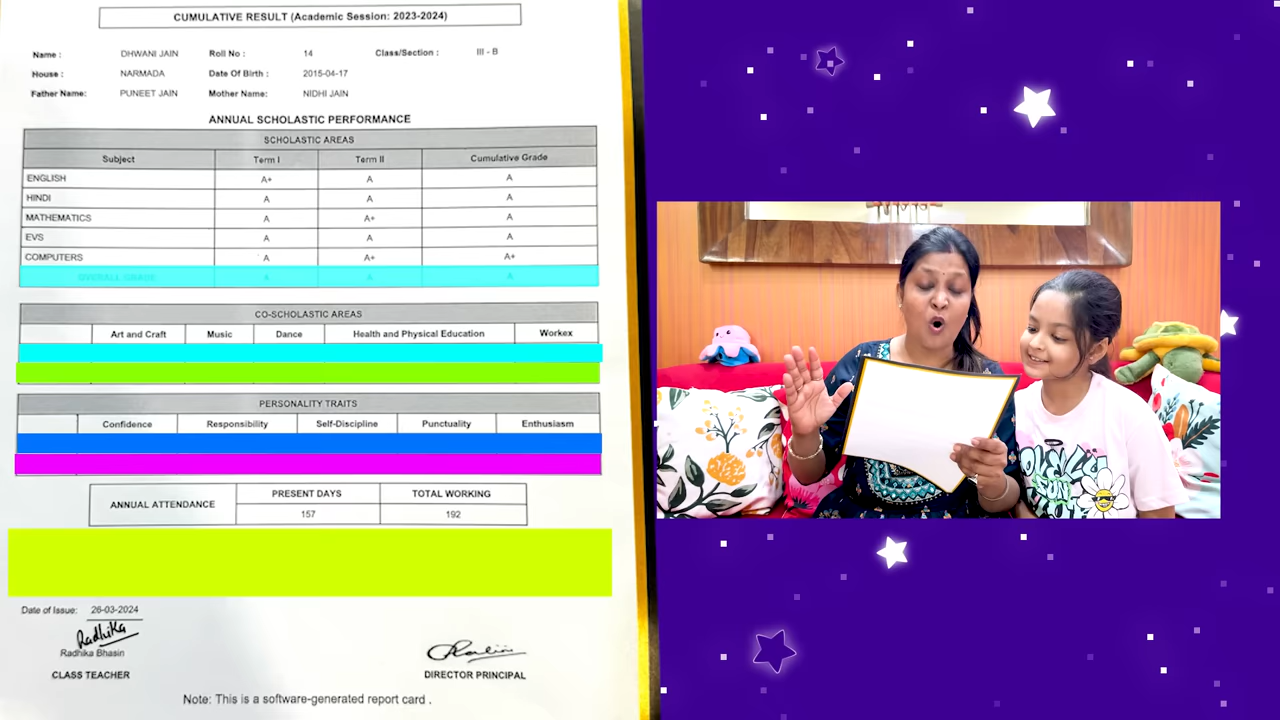 CUMULATIVE RESULT (Academic Session: 2023-2024)
Name : DHWANI JAIN Roll No : 14 Class/Section : III - B
House : NARMADA Date Of Birth : 2015-04-17
Father Name: PUNEET JAIN Mother Name: NIDHI JAIN
ANNUAL SCHOLASTIC PERFORMANCE
SCHOLASTIC AREAS
Subject Term I Term II Cumulative Grade
ENGLISH A+ A A
HINDI A A A
MATHEMATICS A A+ A
EVS A A A
COMPUTERS A A+ A+
OVERALL GRADE A A A
CO-SCHOLASTIC AREAS
Art and Craft Music Dance Health and Physical Education Workex
PERSONALITY TRAITS
Confidence Responsibility Self-Discipline Punctuality Enthusiasm
ANNUAL ATTENDANCE PRESENT DAYS TOTAL WORKING
157 192
Date of Issue: 26-03-2024
Radhika
Radhika Bhasin
CLASS TEACHER DIRECTOR PRINCIPAL
Note: This is a software-generated report card .